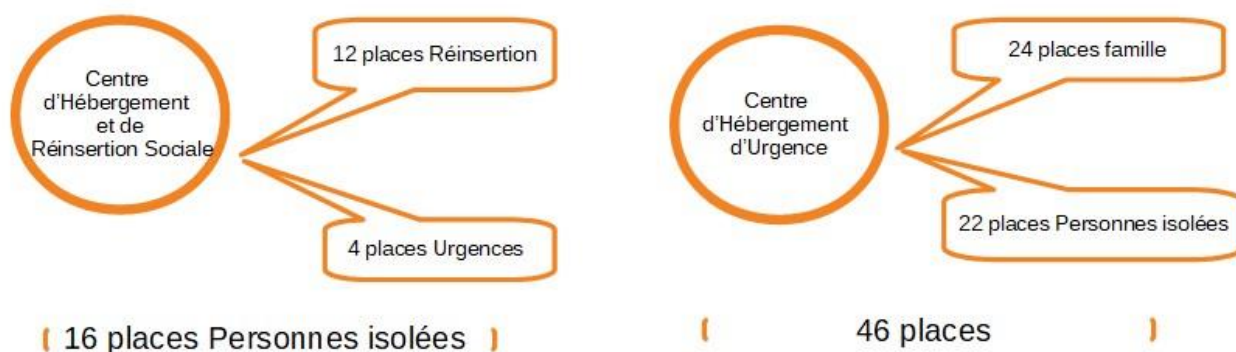 Centre
d’Hébergement
et de
Réinsertion Sociale
12 places Réinsertion
4 places Urgences
16 places Personnes isolées
Centre
d’Hébergement
d’Urgence
24 places famille
22 places Personnes isolées
46 places